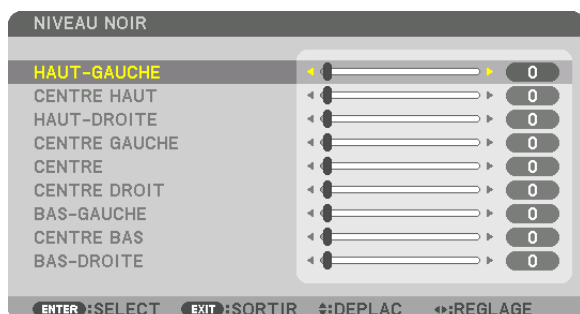 NIVEAU NOIR
HAUT-GAUCHE 0
CENTRE HAUT 0
HAUT-DROITE 0
CENTRE GAUCHE 0
CENTRE 0
CENTRE DROIT 0
BAS-GAUCHE 0
CENTRE BAS 0
BAS-DROITE 0
ENTER :SELECT EXIT :SORTIR :DEPLAC :REGLAGE